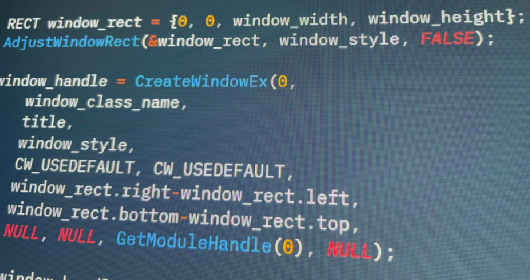 RECT window_rect = {0, 0, window_width, window_height};
AdjustWindowRect(&window_rect, window_style, FALSE);
window_handle = CreateWindowEx(0,
window_class_name,
title,
window_style,
CW_USEDEFAULT, CW_USEDEFAULT,
window_rect.right-window_rect.left,
window_rect.bottom-window_rect.top,
NULL, NULL, GetModuleHandle(0), NULL);